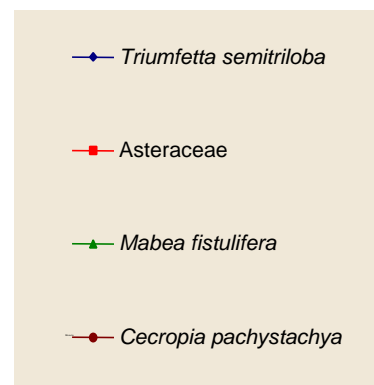 Triumfetta semitriloba
Asteraceae
Mabea fistulifera
Cecropia pachystachya